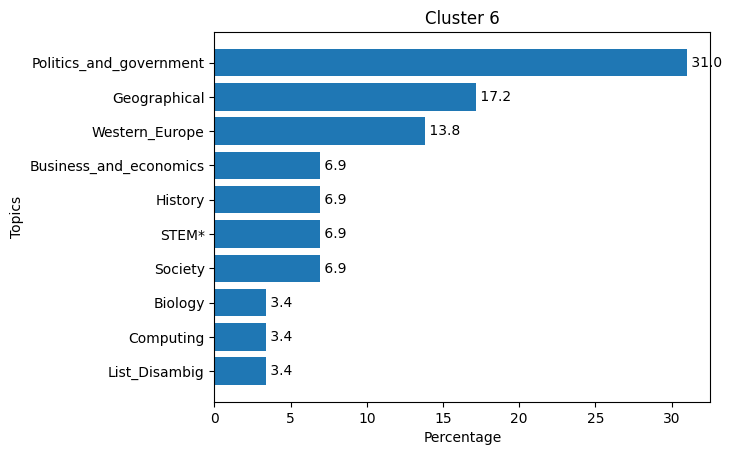 Cluster 6
Topics
Politics_and_government 31.0
Geographical 17.2
Western_Europe 13.8
Business_and_economics 6.9
History 6.9
STEM* 6.9
Society 6.9
Biology 3.4
Computing 3.4
List_Disambig 3.4
0 5 10 15 20 25 30
Percentage